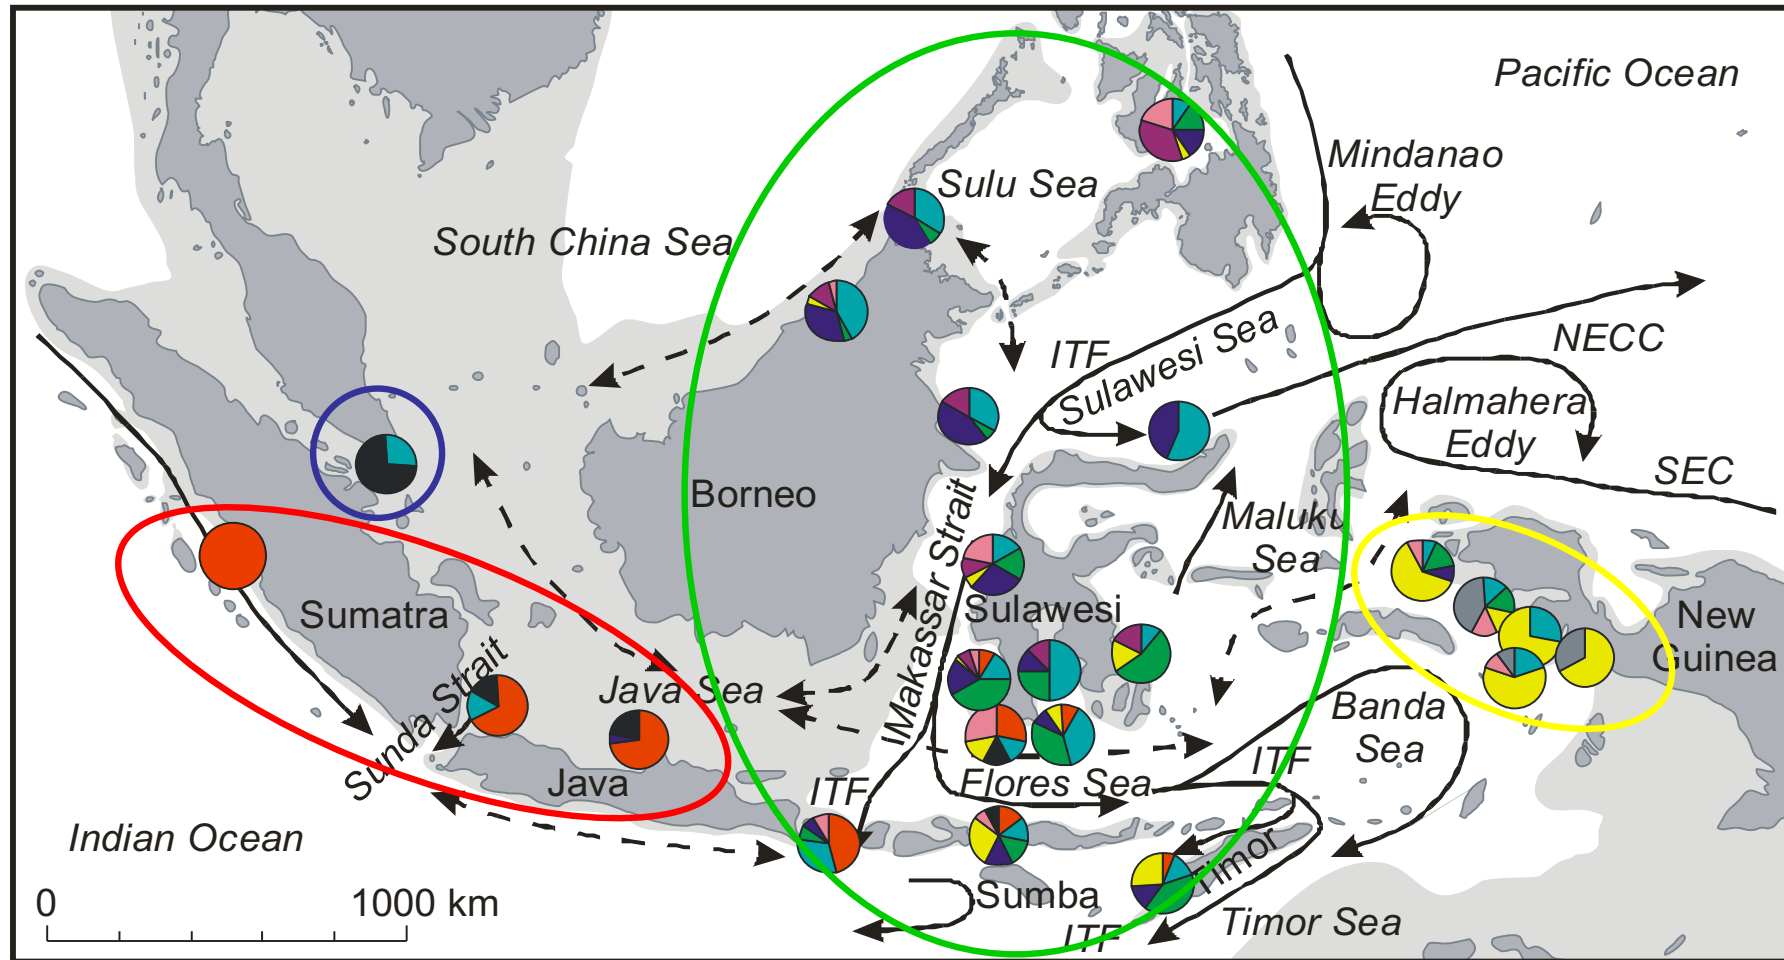 Pacific Ocean
Mindanao
Eddy
Sulu Sea
South China Sea
ITF
Sulawesi Sea
NECC
Halmahera
Eddy
SEC
Borneo
Makassar Strait
Maluku
Sea
Sumatra
Sulawesi
New
Guinea
Java Sea
Sunda Strait
Banda
Sea
Java
ITF
Flores Sea
ITF
Indian Ocean
Timor
Sumba
Timor Sea
ITF
0
1000 km